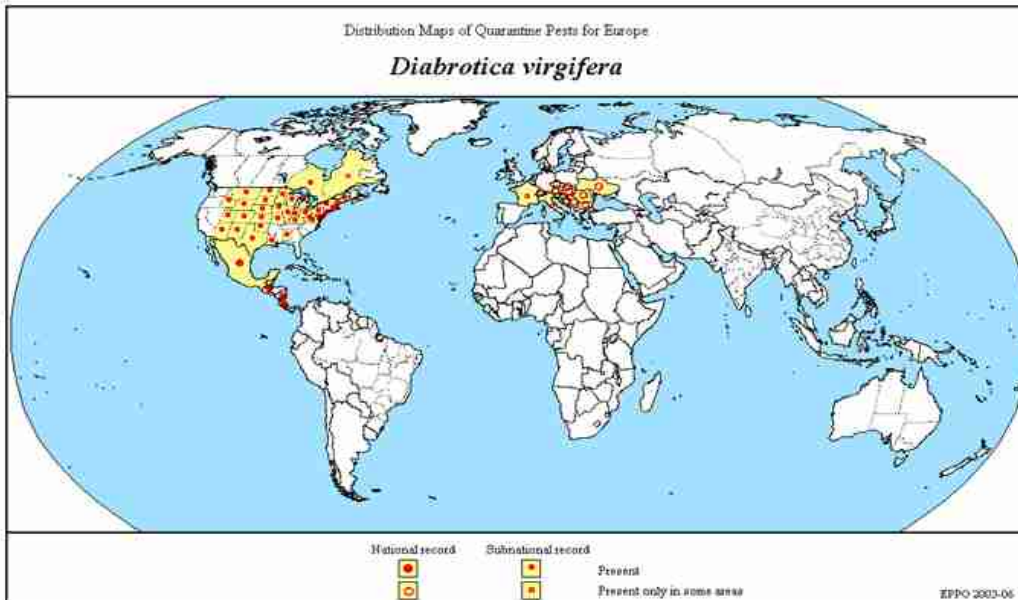 Distribution Maps of Quarantine Pests for Europe
Diabrotica virgifera
National record Subnational record
Present
Present only in some areas
EPPO 2003-06